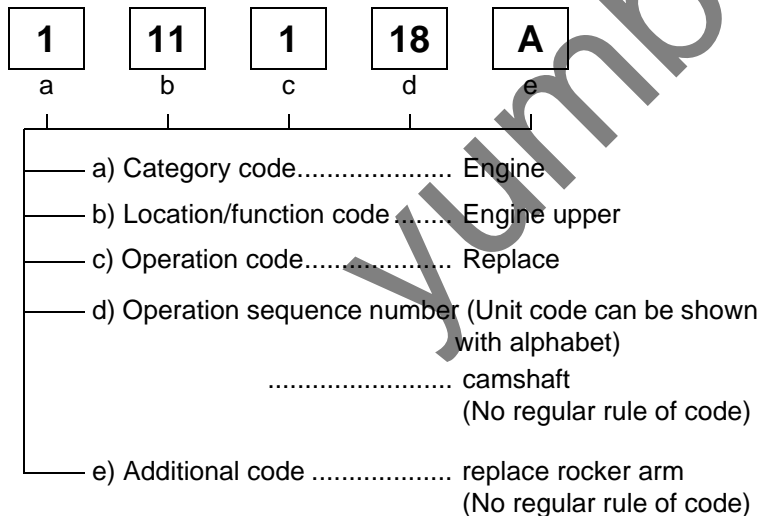 1 11 1 18 A
a b c d e
a) Category code..................... Engine
b) Location/function code ........ Engine upper
c) Operation code.................... Replace
d) Operation sequence number (Unit code can be shown
with alphabet)
......................... camshaft
(No regular rule of code)
e) Additional code ................... replace rocker arm
(No regular rule of code)
yumb